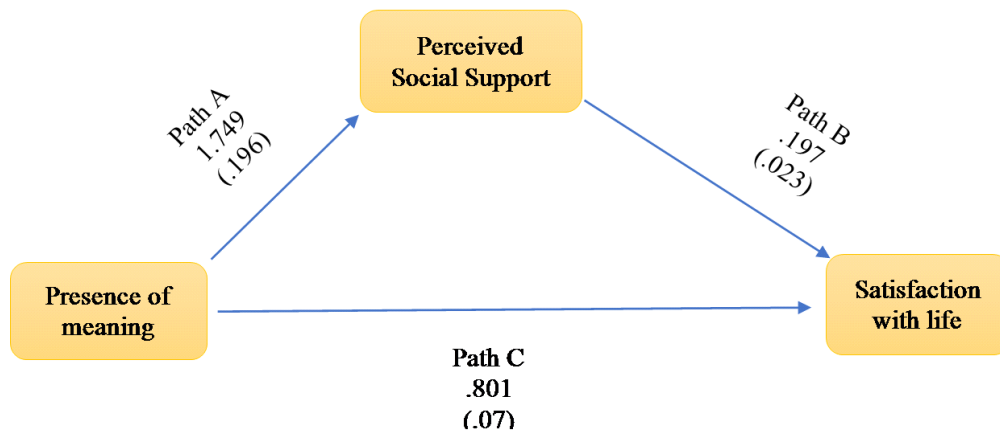 Perceived
Social Support
Path A
1.749
(.196)
Path B
.197
(.023)
Presence of
meaning
Satisfaction
with life
Path C
.801
(.07)